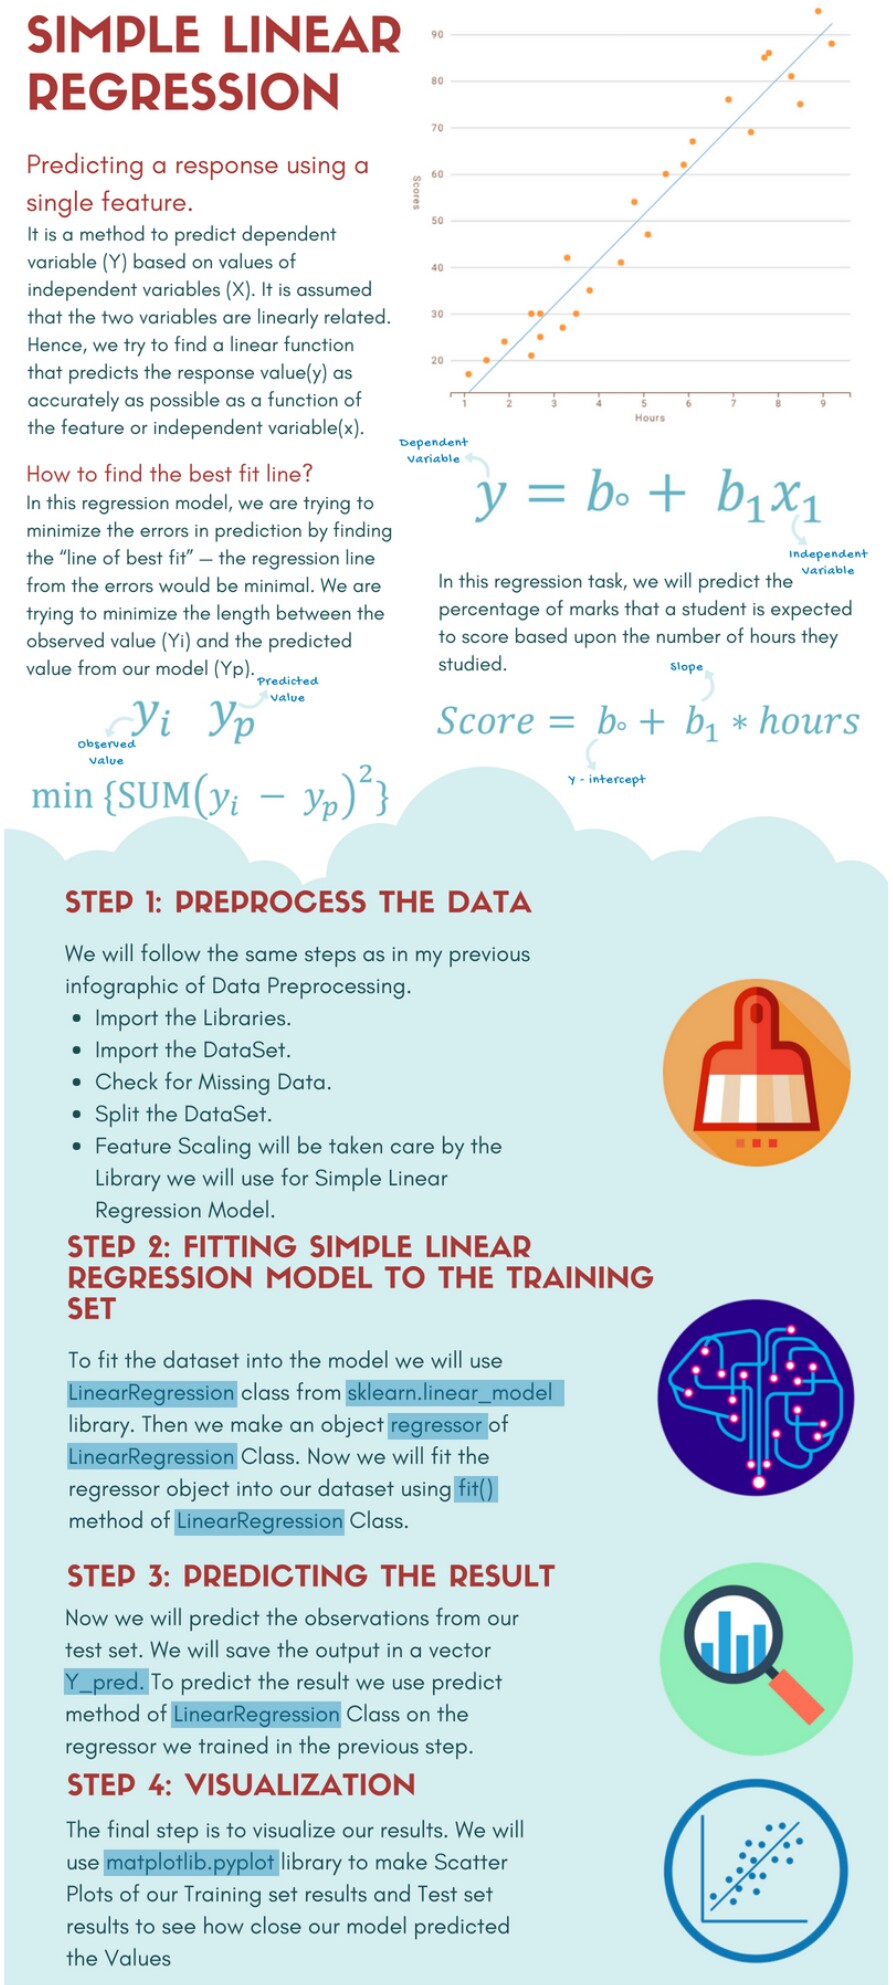 SIMPLE LINEAR
REGRESSION
Predicting a response using a
single feature.
It is a method to predict dependent
variable (Y) based on values of
independent variables (X). It is assumed
that the two variables are linearly related.
Hence, we try to find a linear function
that predicts the response value(y) as
accurately as possible as a function of
the feature or independent variable(x).
How to find the best fit line?
In this regression model, we are trying to
minimize the errors in prediction by finding
the “line of best fit” — the regression line
from the errors would be minimal. We are
trying to minimize the length between the
observed value (Yi) and the predicted
value from our model (Yp).
Predicted
Value
yi yp
Observed
Value
min {SUM(yi − yp)²}
90
80
70
60
50
40
30
20
Scores
1 2 3 4 5 6 7 8 9
Hours
Dependent
Variable
y = b∘ + b₁x₁
Independent
Variable
In this regression task, we will predict the
percentage of marks that a student is expected
to score based upon the number of hours they
studied.
Slope
Score = b∘ + b₁ * hours
Y - intercept
STEP 1: PREPROCESS THE DATA
We will follow the same steps as in my previous
infographic of Data Preprocessing.
• Import the Libraries.
• Import the DataSet.
• Check for Missing Data.
• Split the DataSet.
• Feature Scaling will be taken care by the
Library we will use for Simple Linear
Regression Model.
STEP 2: FITTING SIMPLE LINEAR
REGRESSION MODEL TO THE TRAINING
SET
To fit the dataset into the model we will use
LinearRegression class from sklearn.linear_model
library. Then we make an object regressor of
LinearRegression Class. Now we will fit the
regressor object into our dataset using fit()
method of LinearRegression Class.
STEP 3: PREDICTING THE RESULT
Now we will predict the observations from our
test set. We will save the output in a vector
Y_pred. To predict the result we use predict
method of LinearRegression Class on the
regressor we trained in the previous step.
STEP 4: VISUALIZATION
The final step is to visualize our results. We will
use matplotlib.pyplot library to make Scatter
Plots of our Training set results and Test set
results to see how close our model predicted
the Values